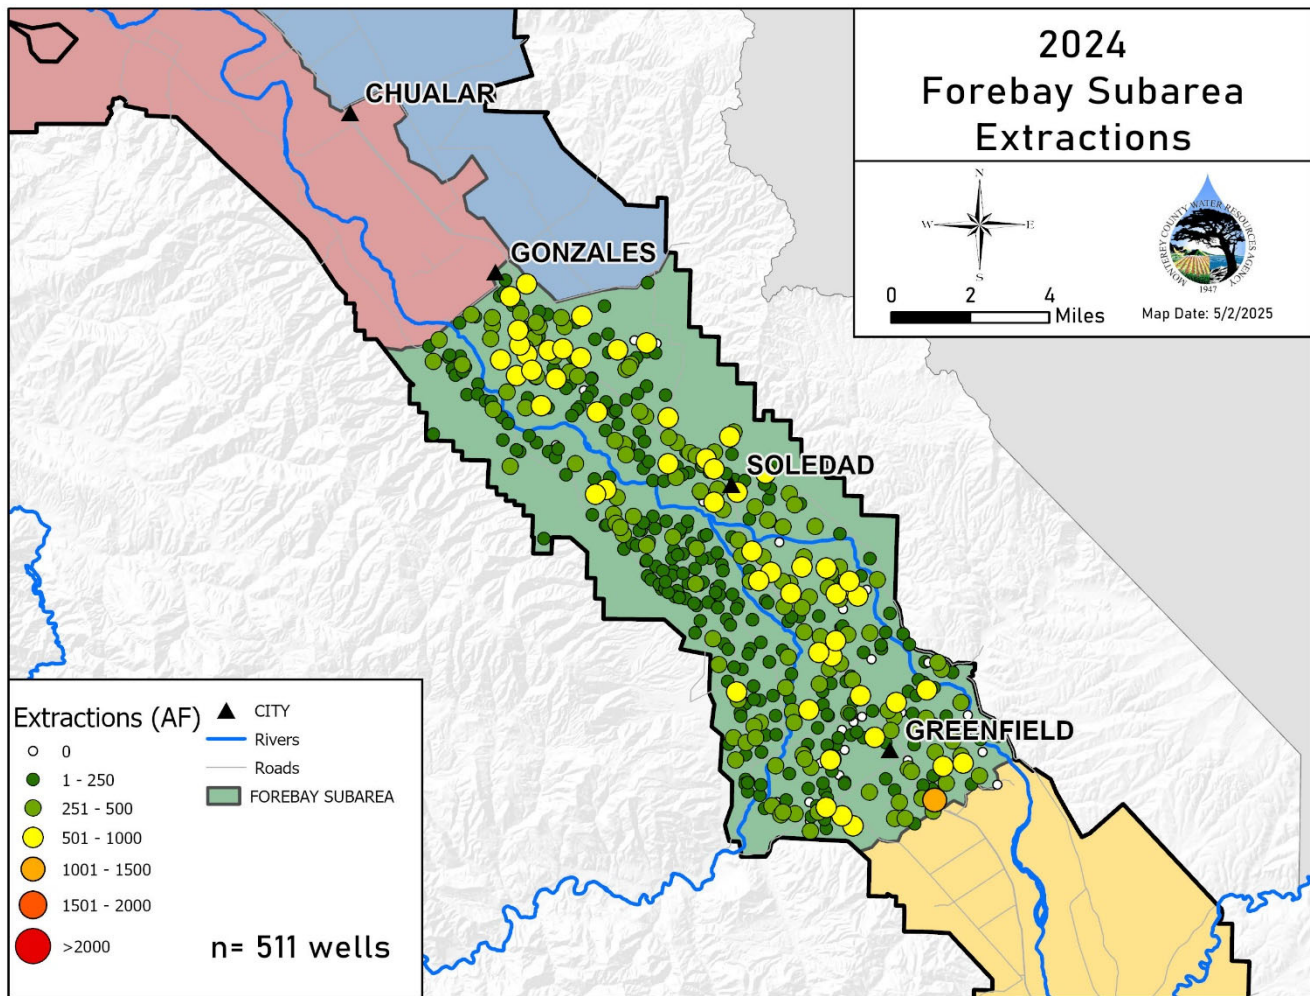 2024
Forebay Subarea
Extractions
N
W
E
S
0 2 4
Miles
MONTEREY COUNTY WATER RESOURCES AGENCY
1947
Map Date: 5/2/2025
CHUALAR
GONZALES
SOLEDAD
GREENFIELD
Extractions (AF)
0
1 - 250
251 - 500
501 - 1000
1001 - 1500
1501 - 2000
>2000
CITY
Rivers
Roads
FOREBAY SUBAREA
n= 511 wells